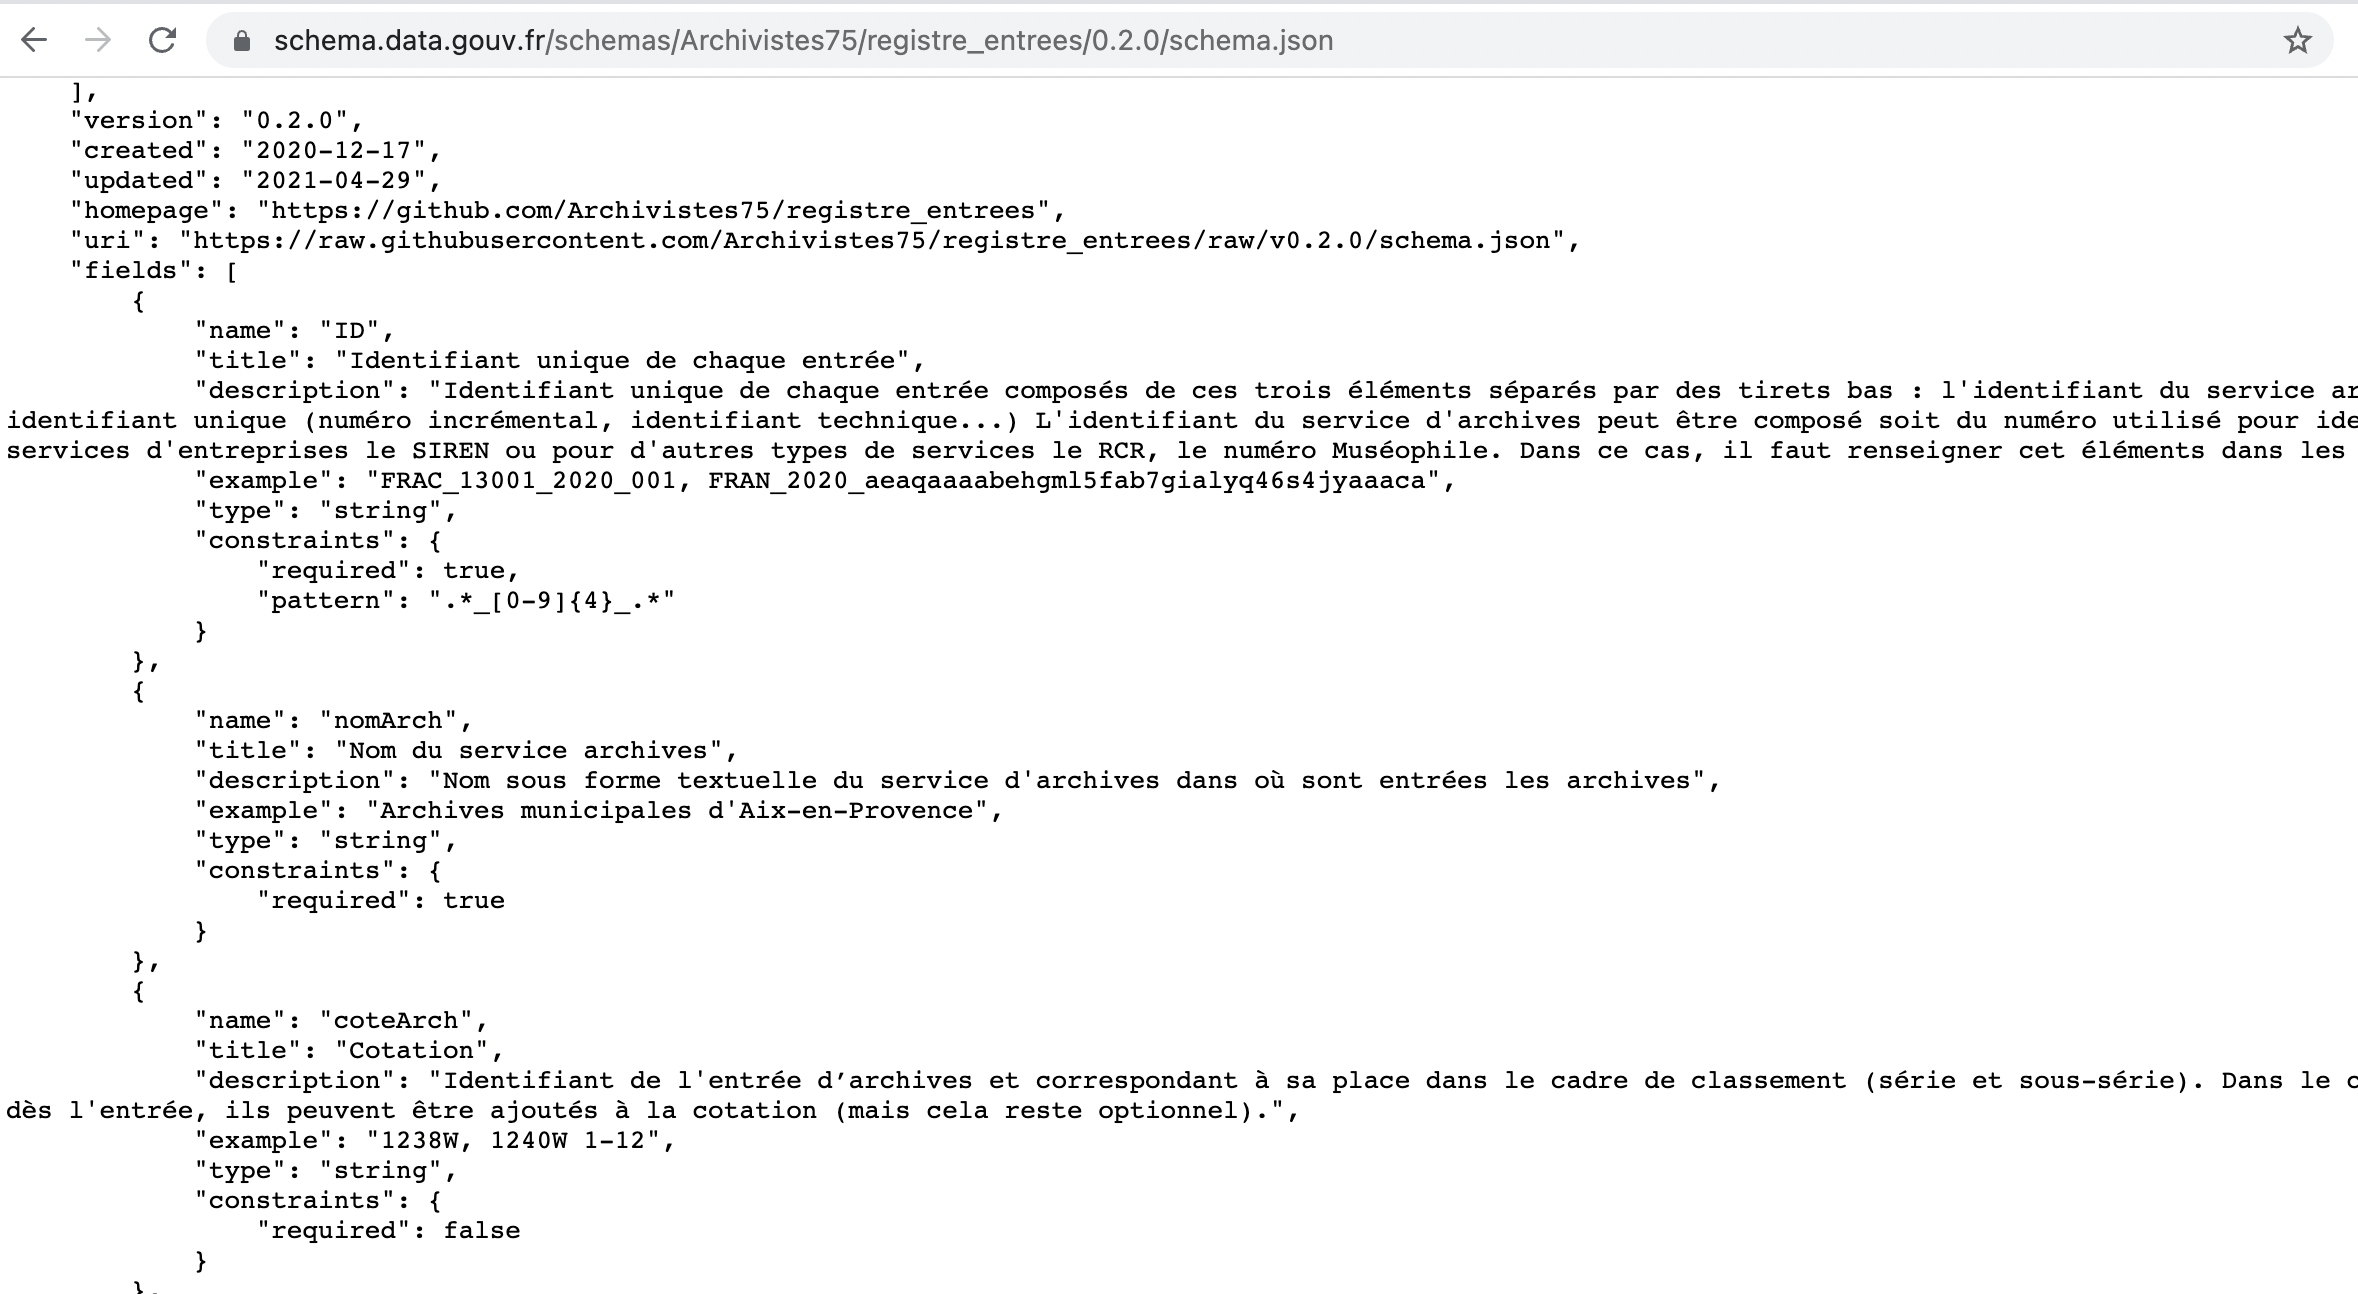 schema.data.gouv.fr/schemas/Archivistes75/registre_entrees/0.2.0/schema.json
],
"version": "0.2.0",
"created": "2020-12-17",
"updated": "2021-04-29",
"homepage": "https://github.com/Archivistes75/registre_entrees",
"uri": "https://raw.githubusercontent.com/Archivistes75/registre_entrees/raw/v0.2.0/schema.json",
"fields": [
{
"name": "ID",
"title": "Identifiant unique de chaque entrée",
"description": "Identifiant unique de chaque entrée composés de ces trois éléments séparés par des tirets bas : l'identifiant du service ar
identifiant unique (numéro incrémental, identifiant technique...) L'identifiant du service d'archives peut être composé soit du numéro utilisé pour ide
services d'entreprises le SIREN ou pour d'autres types de services le RCR, le numéro Muséophile. Dans ce cas, il faut renseigner cet éléments dans les
"example": "FRAC_13001_2020_001, FRAN_2020_aeaqaaaabehgml5fab7gialyq46s4jyaaaca",
"type": "string",
"constraints": {
"required": true,
"pattern": ".*_[0-9]{4}_.*"
}
},
{
"name": "nomArch",
"title": "Nom du service archives",
"description": "Nom sous forme textuelle du service d'archives dans où sont entrées les archives",
"example": "Archives municipales d'Aix-en-Provence",
"type": "string",
"constraints": {
"required": true
}
},
{
"name": "coteArch",
"title": "Cotation",
"description": "Identifiant de l'entrée d’archives et correspondant à sa place dans le cadre de classement (série et sous-série). Dans le c
dès l'entrée, ils peuvent être ajoutés à la cotation (mais cela reste optionnel).",
"example": "1238W, 1240W 1-12",
"type": "string",
"constraints": {
"required": false
}
},